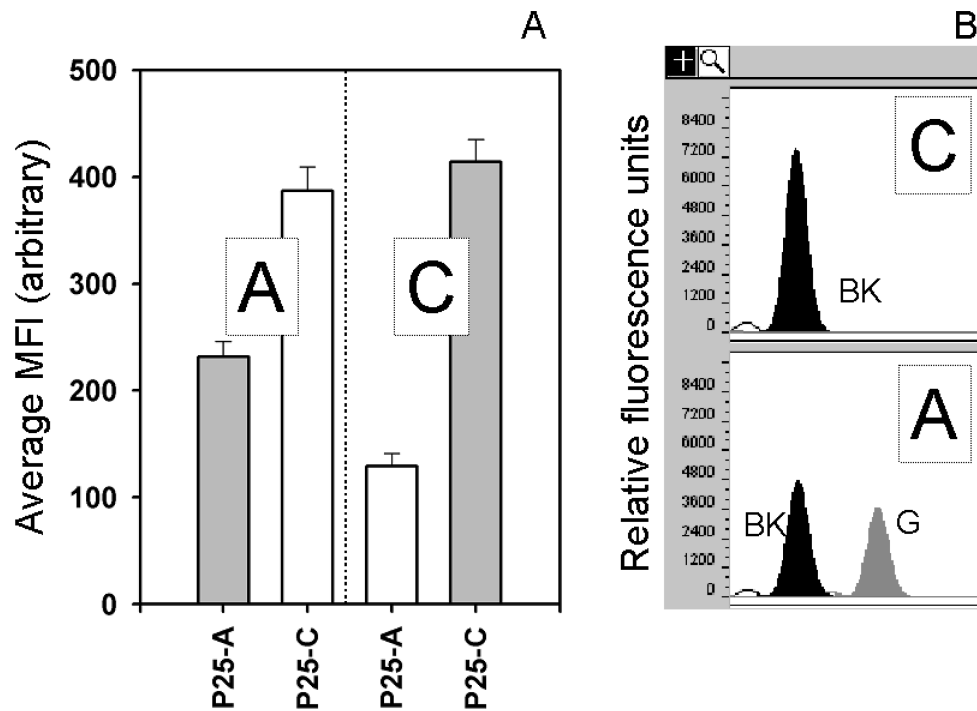 A
Average MFI (arbitrary)
500
400
300
200
100
0
A
C
P25-A
P25-C
P25-A
P25-C
B
Relative fluorescence units
8400
7200
6000
4800
3600
2400
1200
0
C
BK
8400
7200
6000
4800
3600
2400
1200
0
A
BK
G